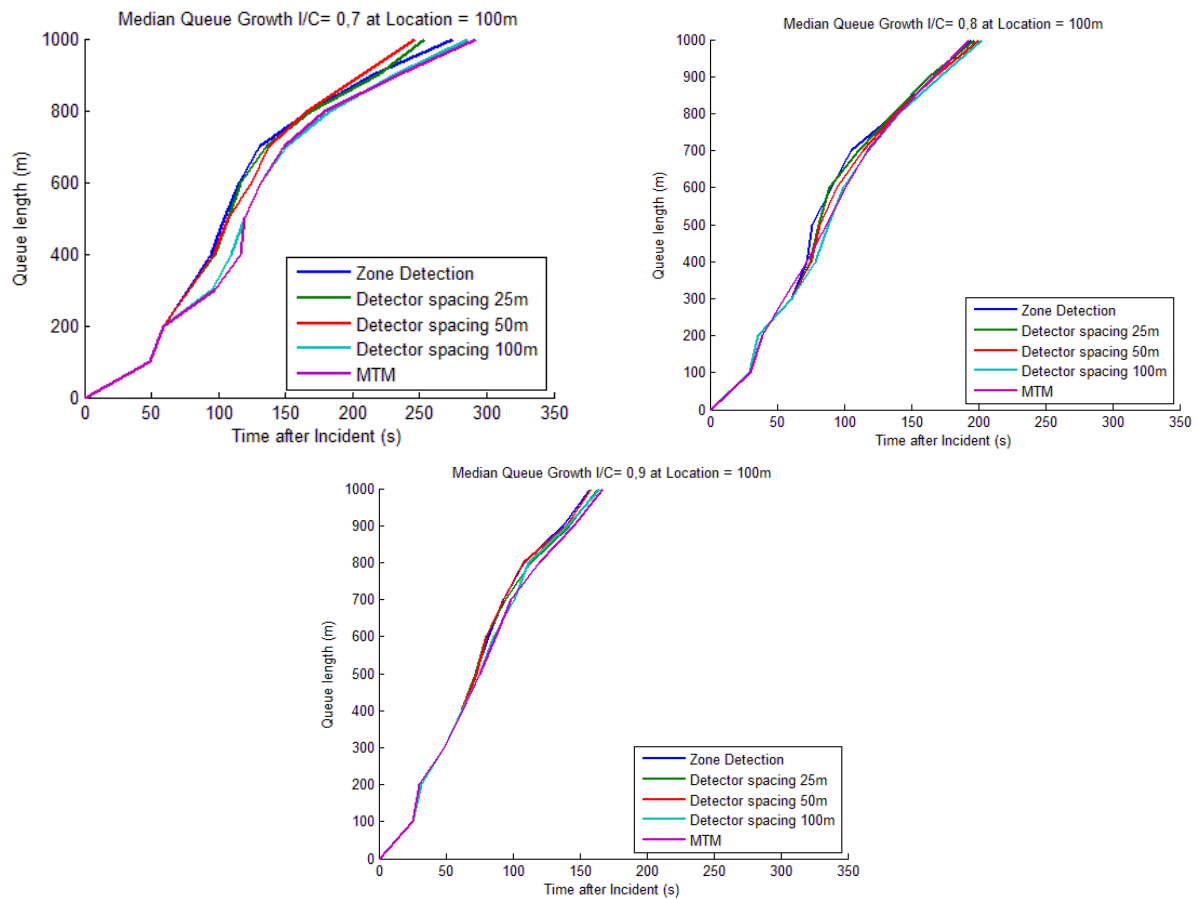 Median Queue Growth I/C= 0,7 at Location = 100m
1000
800
600
400
200
0
Queue length (m)
0 50 100 150 200 250 300 350
Time after Incident (s)
Zone Detection
Detector spacing 25m
Detector spacing 50m
Detector spacing 100m
MTM
Median Queue Growth I/C= 0,8 at Location = 100m
1000
900
800
700
600
500
400
300
200
100
0
Queue length (m)
0 50 100 150 200 250 300 350
Time after Incident (s)
Zone Detection
Detector spacing 25m
Detector spacing 50m
Detector spacing 100m
MTM
Median Queue Growth I/C= 0,9 at Location = 100m
1000
900
800
700
600
500
400
300
200
100
0
Queue length (m)
0 50 100 150 200 250 300 350
Time after Incident (s)
Zone Detection
Detector spacing 25m
Detector spacing 50m
Detector spacing 100m
MTM